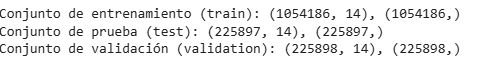 Conjunto de entrenamiento (train): (1054186, 14), (1054186,)
Conjunto de prueba (test): (225897, 14), (225897,)
Conjunto de validación (validation): (225898, 14), (225898,)